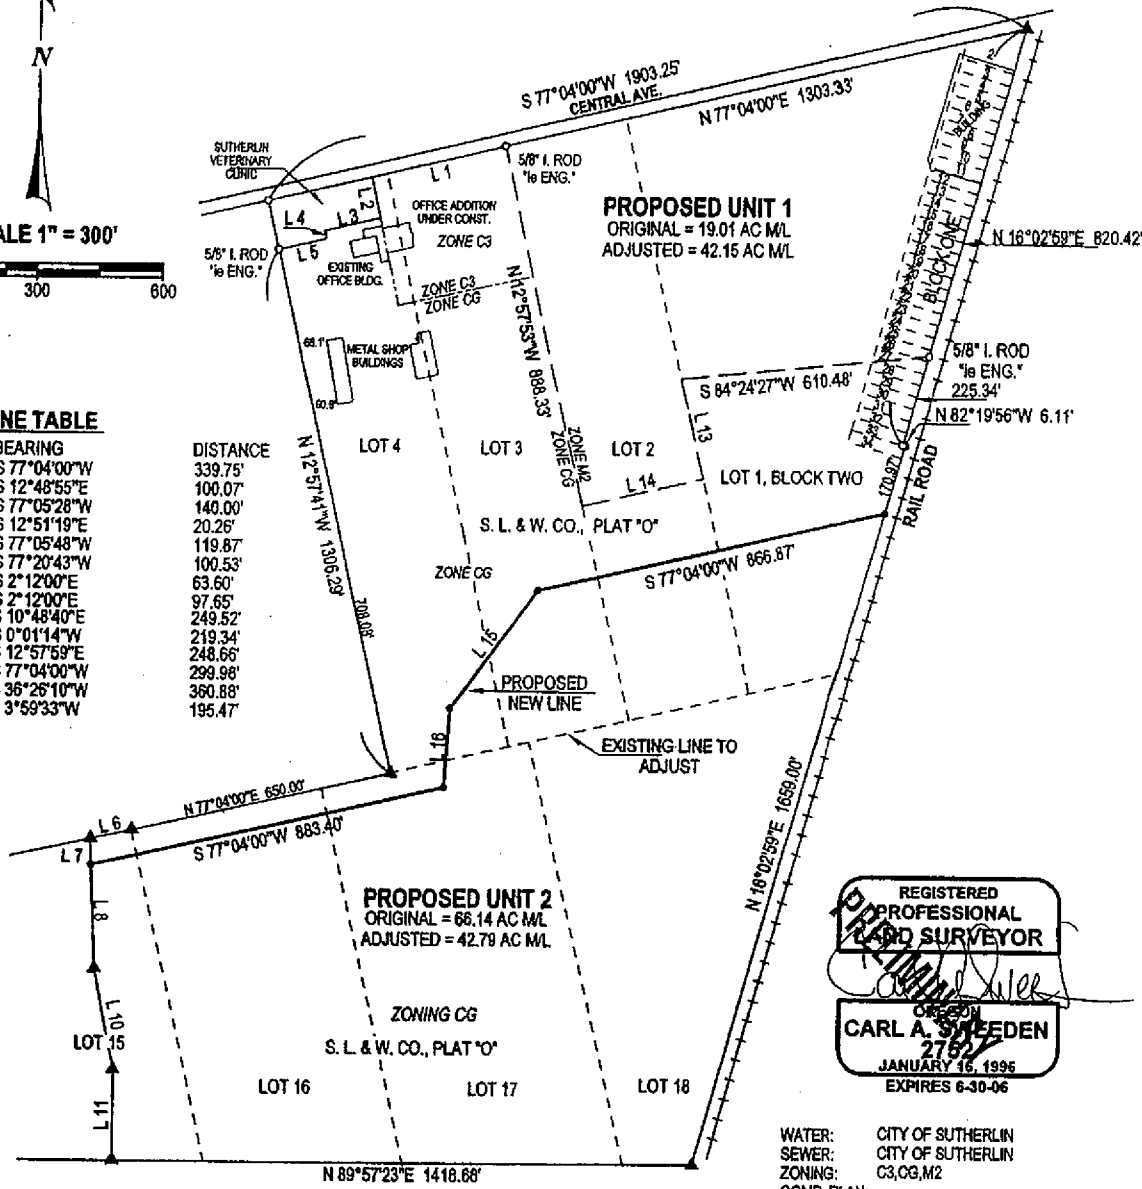 N
ALE 1" = 300'
300 600
S 77°04'00"W 1903.25'
CENTRAL AVE.
N 77°04'00"E 1303.33'
SUTHERLIN
VETERINARY
CLINIC
L 1
L 2
L 3
L 4
L 5
5/8" I. ROD
"le ENG."
5/8" I. ROD
"le ENG."
OFFICE ADDITION
UNDER CONST.
ZONE C3
EXISTING
OFFICE BLDG.
ZONE C3
ZONE CG
PROPOSED UNIT 1
ORIGINAL = 19.01 AC M/L
ADJUSTED = 42.15 AC M/L
2
BUILDING
BLOCK ONE
N 16°02'59"E 820.42'
N 12°57'53"W 888.33'
METAL SHOP
BUILDINGS
S 84°24'27"W 610.48'
5/8" I. ROD
"le ENG."
225.34'
N 82°19'56"W 6.11'
NE TABLE
BEARING DISTANCE
S 77°04'00"W 339.75'
S 12°48'55"E 100.07'
S 77°05'28"W 140.00'
S 12°51'19"E 20.26'
S 77°05'48"W 119.87'
S 77°20'43"W 100.53'
S 2°12'00"E 63.60'
S 2°12'00"E 97.65'
S 10°48'40"E 249.52'
S 0°01'14"W 219.34'
S 12°57'59"E 248.66'
77°04'00"W 299.98'
36°26'10"W 360.88'
3°59'33"W 195.47'
N 12°57'41"W 1306.29'
708.08'
LOT 4
LOT 3
ZONE M2
ZONE CG
LOT 2
L 13
L 14
LOT 1, BLOCK TWO
170.97'
RAIL ROAD
S. L. & W. CO., PLAT "O"
ZONE CG
S 77°04'00"W 866.87'
L 15
PROPOSED
NEW LINE
L 16
EXISTING LINE TO
ADJUST
N 77°04'00"E 650.00'
L 6
L 7
S 77°04'00"W 883.40'
L 8
N 16°02'59"E 1659.00'
PROPOSED UNIT 2
ORIGINAL = 66.14 AC M/L
ADJUSTED = 42.79 AC M/L
L 10
ZONING CG
LOT 15
S. L. & W. CO., PLAT "O"
LOT 16
LOT 17
LOT 18
L 11
N 89°57'23"E 1418.66'
REGISTERED
PROFESSIONAL
LAND SURVEYOR
PRELIMINARY
OREGON
CARL A. SWEEDEN
2752
JANUARY 16, 1996
EXPIRES 6-30-06
WATER: CITY OF SUTHERLIN
SEWER: CITY OF SUTHERLIN
ZONING: C3,CG,M2